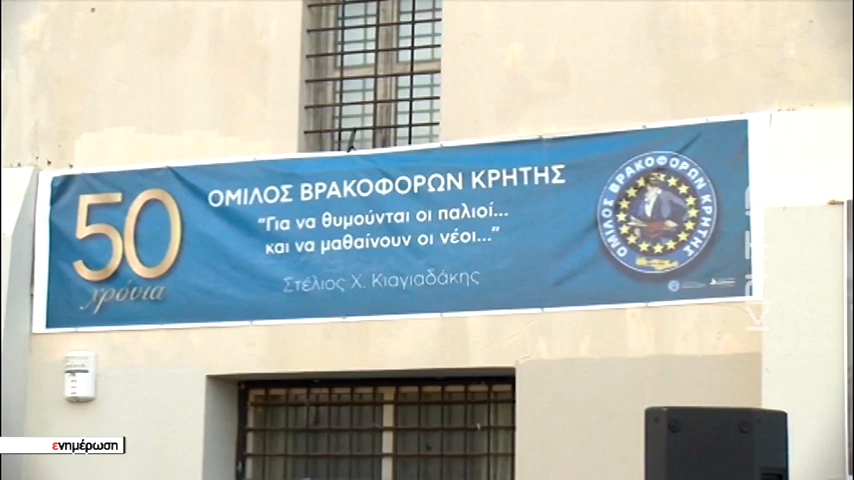 50
χρόνια
ΟΜΙΛΟΣ ΒΡΑΚΟΦΟΡΩΝ ΚΡΗΤΗΣ
“Για να θυμούνται οι παλιοί...
και να μαθαίνουν οι νέοι...”
Στέλιος Χ. Κιαγιαδάκης
ΟΜΙΛΟΣ ΒΡΑΚΟΦΟΡΩΝ ΚΡΗΤΗΣ
ενημέρωση